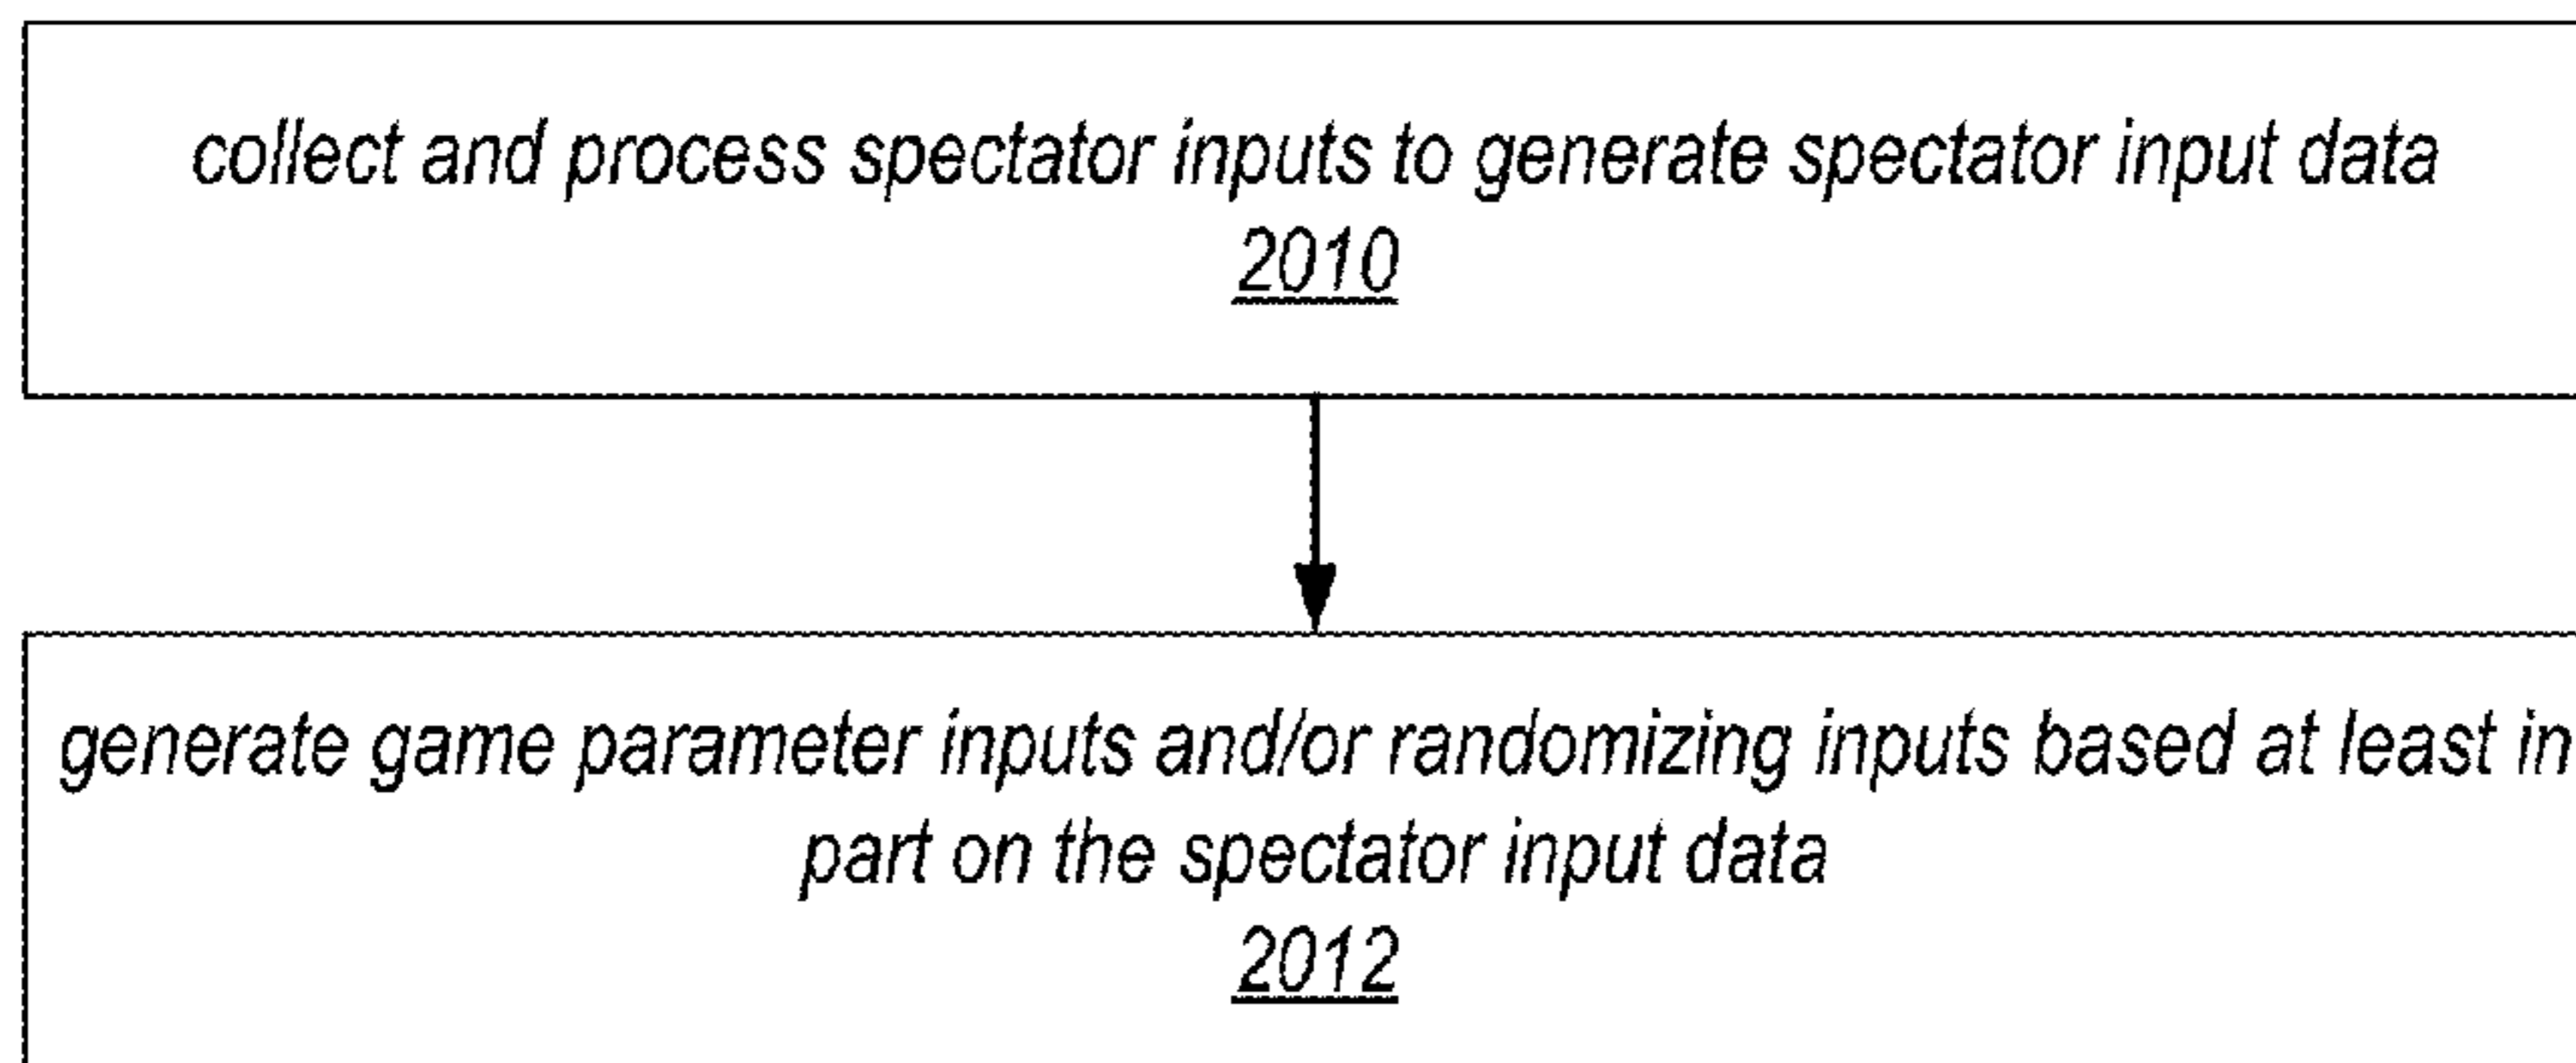 collect and process spectator inputs to generate spectator input data
2010
generate game parameter inputs and/or randomizing inputs based at least in
part on the spectator input data
2012